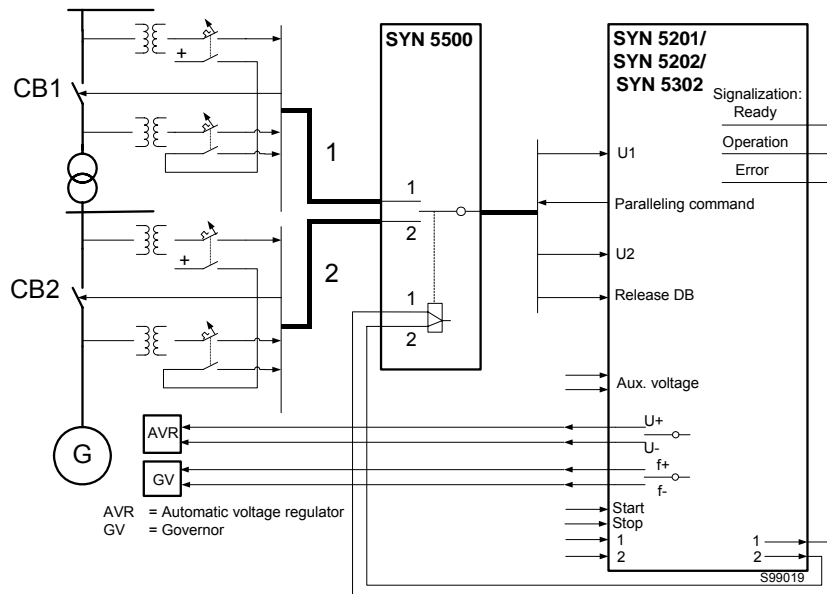 SYN 5500
SYN 5201/
SYN 5202/
SYN 5302
Signalization:
Ready
Operation
Error
+
CB1
1
1
2
U1
Paralleling command
U2
Release DB
+
CB2
2
1
2
Aux. voltage
G
AVR
GV
U+
U-
f+
f-
AVR = Automatic voltage regulator
GV = Governor
Start
Stop
1
2
1
2
S99019